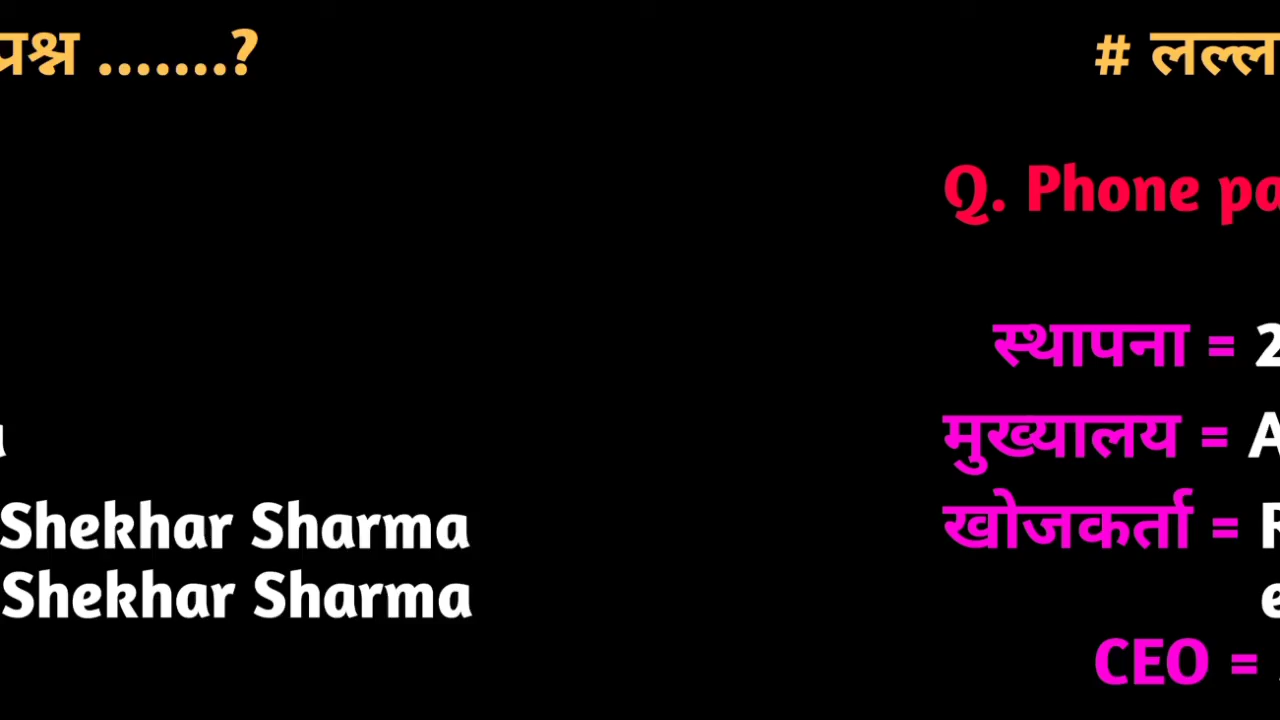 प्रश्न .......?
Shekhar Sharma
Shekhar Sharma
# लल्ल
Q. Phone pa
स्थापना = 2
मुख्यालय = A
खोजकर्ता = R
e
CEO =